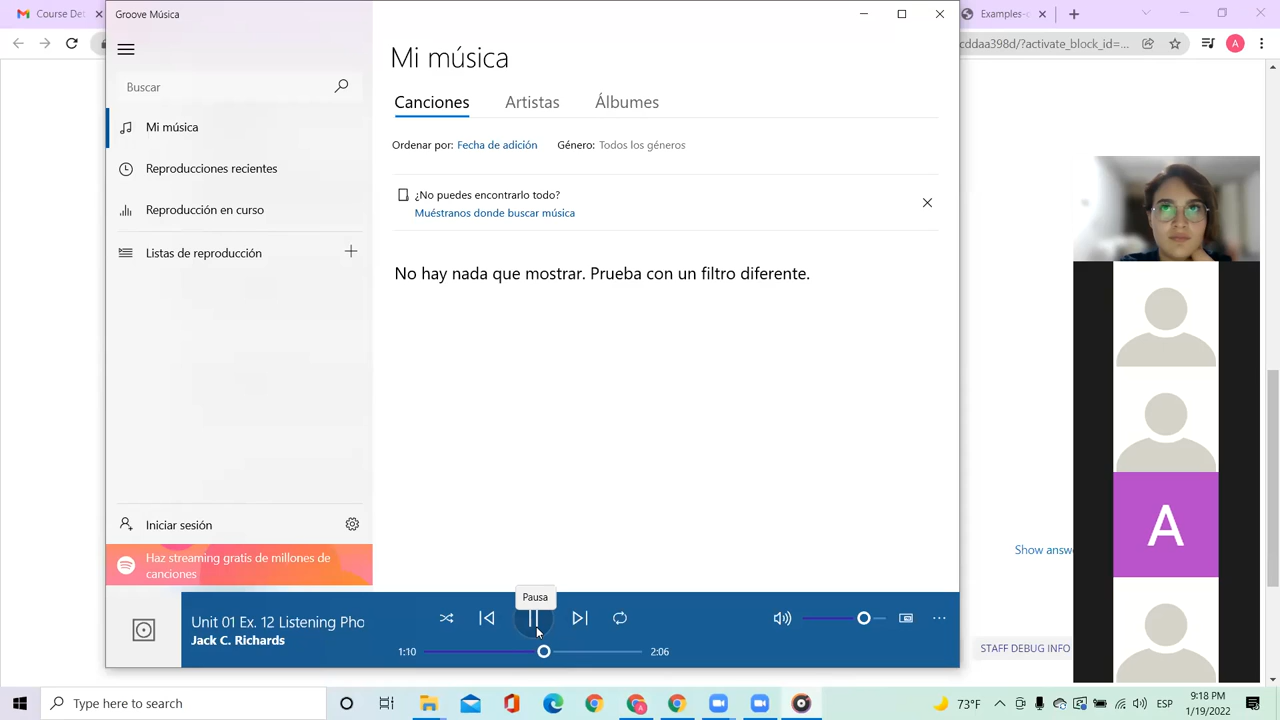 Course Det
Examples-
cddaa398d/?activate_block_id=...
A
Groove Música
Buscar
Mi música
Reproducciones recientes
Reproducción en curso
Listas de reproducción
Iniciar sesión
Haz streaming gratis de millones de
canciones
Mi música
Canciones Artistas Álbumes
Ordenar por: Fecha de adición Género: Todos los géneros
¿No puedes encontrarlo todo?
Muéstranos donde buscar música
No hay nada que mostrar. Prueba con un filtro diferente.
Pausa
Unit 01 Ex. 12 Listening Pho
Jack C. Richards
1:10
2:06
Show answ
STAFF DEBUG INFO
A
Type here to search
73°F
ESP
9:18 PM
1/19/2022